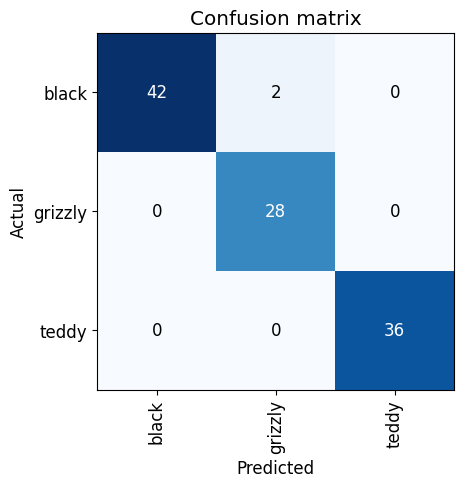 Confusion matrix
Actual
black 42 2 0
grizzly 0 28 0
teddy 0 0 36
black grizzly teddy
Predicted